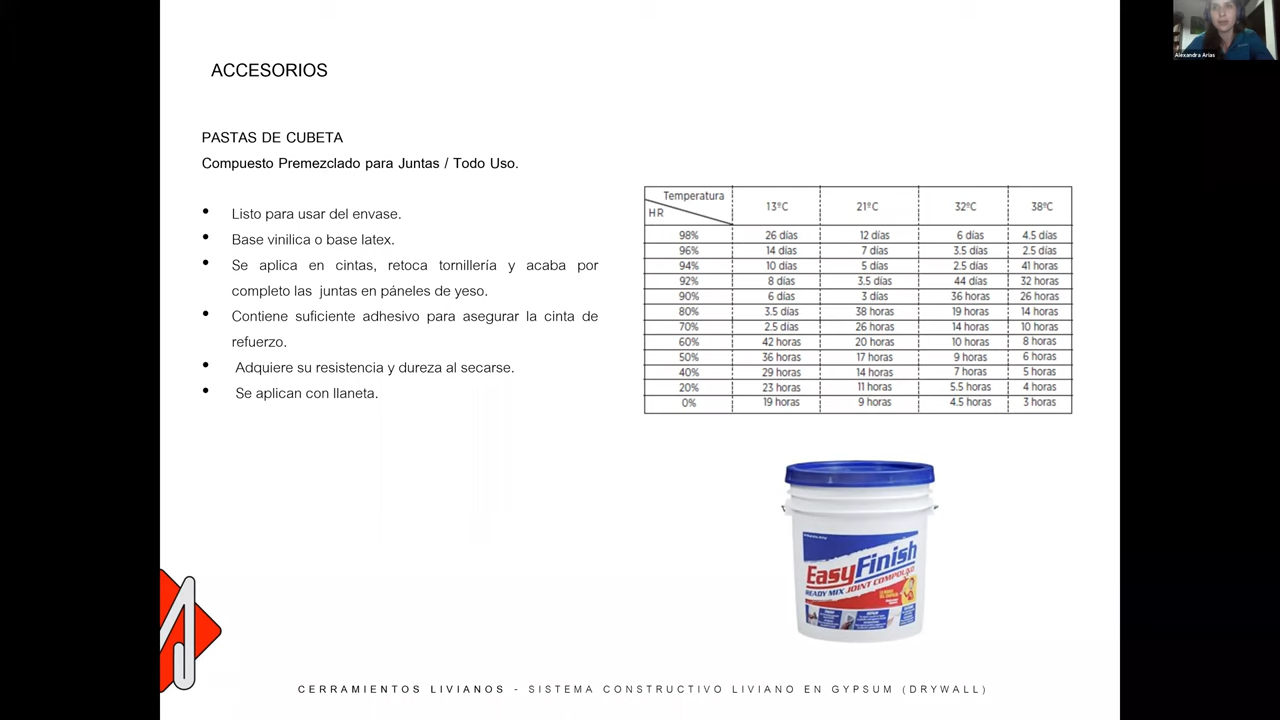 Alexandra Arias
ACCESORIOS
PASTAS DE CUBETA
Compuesto Premezclado para Juntas / Todo Uso.
• Listo para usar del envase.
• Base vinilica o base latex.
• Se aplica en cintas, retoca tornillería y acaba por
completo las juntas en páneles de yeso.
• Contiene suficiente adhesivo para asegurar la cinta de
refuerzo.
• Adquiere su resistencia y dureza al secarse.
• Se aplican con llaneta.
Temperatura
HR 13ºC 21ºC 32ºC 38ºC
98% 26 días 12 días 6 días 4.5 días
96% 14 días 7 días 3.5 días 2.5 días
94% 10 días 5 días 2.5 días 41 horas
92% 8 días 3.5 días 44 días 32 horas
90% 6 días 3 días 36 horas 26 horas
80% 3.5 días 38 horas 19 horas 14 horas
70% 2.5 días 26 horas 14 horas 10 horas
60% 42 horas 20 horas 10 horas 8 horas
50% 36 horas 17 horas 9 horas 6 horas
40% 29 horas 14 horas 7 horas 5 horas
20% 23 horas 11 horas 5.5 horas 4 horas
0% 19 horas 9 horas 4.5 horas 3 horas
EasyFinish
READY MIX JOINT COMPOUND
CERRAMIENTOS LIVIANOS - SISTEMA CONSTRUCTIVO LIVIANO EN GYPSUM (DRYWALL)